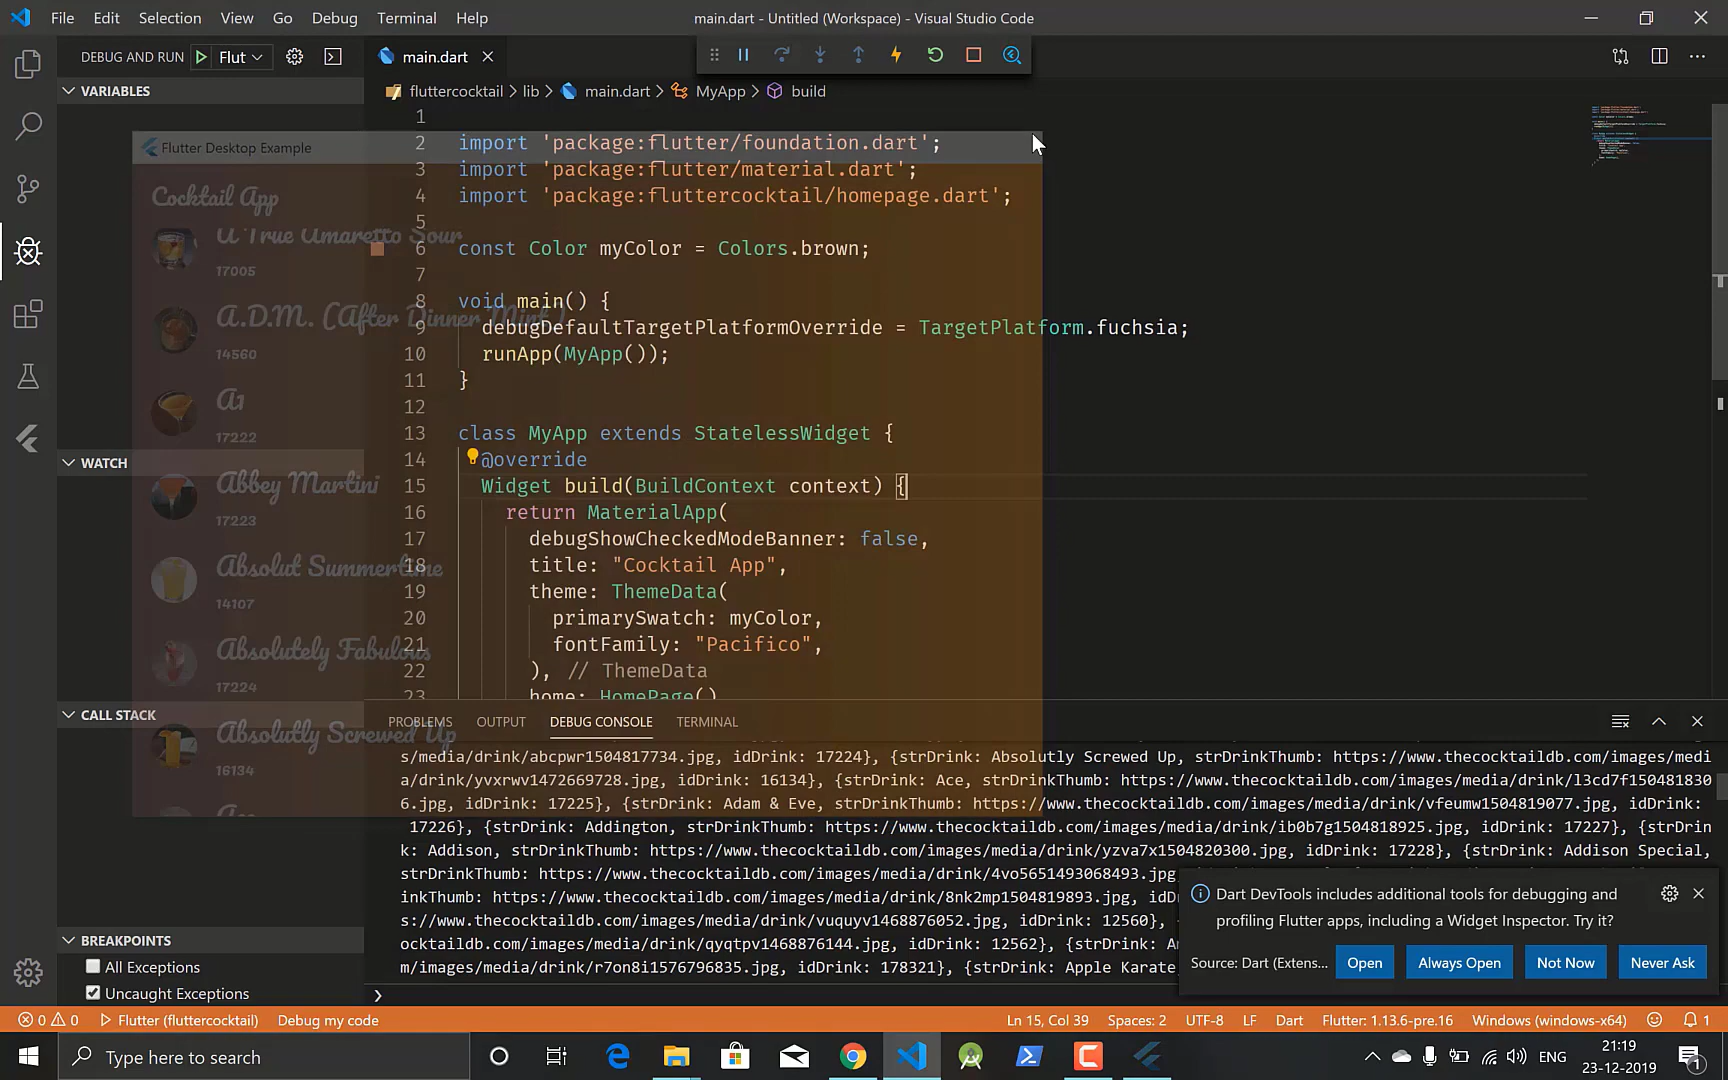 File Edit Selection View Go Debug Terminal Help
main.dart - Untitled (Workspace) - Visual Studio Code
DEBUG AND RUN Flut
main.dart
VARIABLES
fluttercocktail › lib › main.dart › MyApp › build
1
2 import 'package:flutter/foundation.dart';
3 import 'package:flutter/material.dart';
4 import 'package:fluttercocktail/homepage.dart';
5
6 const Color myColor = Colors.brown;
7
8 void main() {
9 debugDefaultTargetPlatformOverride = TargetPlatform.fuchsia;
10 runApp(MyApp());
11 }
12
13 class MyApp extends StatelessWidget {
14 @override
15 Widget build(BuildContext context) {
16 return MaterialApp(
17 debugShowCheckedModeBanner: false,
18 title: "Cocktail App",
19 theme: ThemeData(
20 primarySwatch: myColor,
21 fontFamily: "Pacifico",
22 ), // ThemeData
23 home: HomePage()
Flutter Desktop Example
Cocktail App
A True Amaretto Sour
17005
A.D.M. (After Dinner Mint)
14560
A1
17222
Abbey Martini
17223
Absolut Summertime
14107
Absolutely Fabulous
17224
Absolutly Screwed Up
16134
WATCH
CALL STACK
BREAKPOINTS
All Exceptions
Uncaught Exceptions
PROBLEMS OUTPUT DEBUG CONSOLE TERMINAL
s/media/drink/abcpwr1504817734.jpg, idDrink: 17224}, {strDrink: Absolutly Screwed Up, strDrinkThumb: https://www.thecocktaildb.com/images/medi
a/drink/yvxrwv1472669728.jpg, idDrink: 16134}, {strDrink: Ace, strDrinkThumb: https://www.thecocktaildb.com/images/media/drink/l3cd7f150481830
6.jpg, idDrink: 17225}, {strDrink: Adam & Eve, strDrinkThumb: https://www.thecocktaildb.com/images/media/drink/vfeumw1504819077.jpg, idDrink:
17226}, {strDrink: Addington, strDrinkThumb: https://www.thecocktaildb.com/images/media/drink/ib0b7g1504818925.jpg, idDrink: 17227}, {strDrin
k: Addison, strDrinkThumb: https://www.thecocktaildb.com/images/media/drink/yzva7x1504820300.jpg, idDrink: 17228}, {strDrink: Addison Special,
strDrinkThumb: https://www.thecocktaildb.com/images/media/drink/4vo5651493068493.jpg,
inkThumb: https://www.thecocktaildb.com/images/media/drink/8nk2mp1504819893.jpg, idDrink:
s://www.thecocktaildb.com/images/media/drink/vuquyv1468876052.jpg, idDrink: 12560},
ocktaildb.com/images/media/drink/qyqtpv1468876144.jpg, idDrink: 12562}, {strDrink:
m/images/media/drink/r7on8i1576796835.jpg, idDrink: 178321}, {strDrink: Apple Karate,
Dart DevTools includes additional tools for debugging and
profiling Flutter apps, including a Widget Inspector. Try it?
Source: Dart (Extens... Open Always Open Not Now Never Ask
0 0 Flutter (fluttercocktail) Debug my code
Ln 15, Col 39 Spaces: 2 UTF-8 LF Dart Flutter: 1.13.6-pre.16 Windows (windows-x64) 1
Type here to search
ENG
21:19
23-12-2019
1